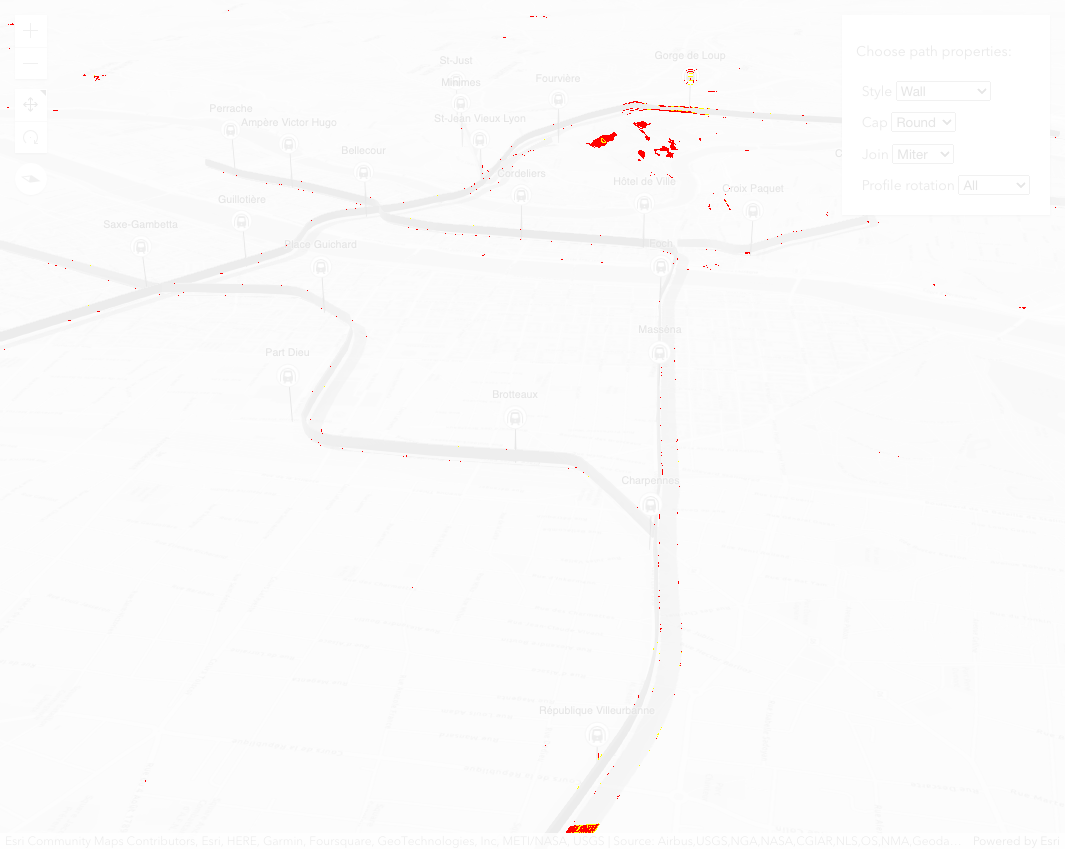 Choose path properties:
Style Wall
Cap Round
Join Miter
Profile rotation All
St-Just
Gorge de Loup
Minimes
Fourvière
Perrache
Ampère Victor Hugo
St-Jean Vieux Lyon
Bellecour
Cordeliers
Hôtel de Ville
Croix Paquet
Guillotière
Saxe-Gambetta
Place Guichard
Foch
Masséna
Part Dieu
Brotteaux
Charpennes
République Villeurbanne
Esri Community Maps Contributors, Esri, HERE, Garmin, Foursquare, GeoTechnologies, Inc, METI/NASA, USGS | Source: Airbus,USGS,NGA,NASA,CGIAR,NLS,OS,NMA,Geoda...
Powered by Esri